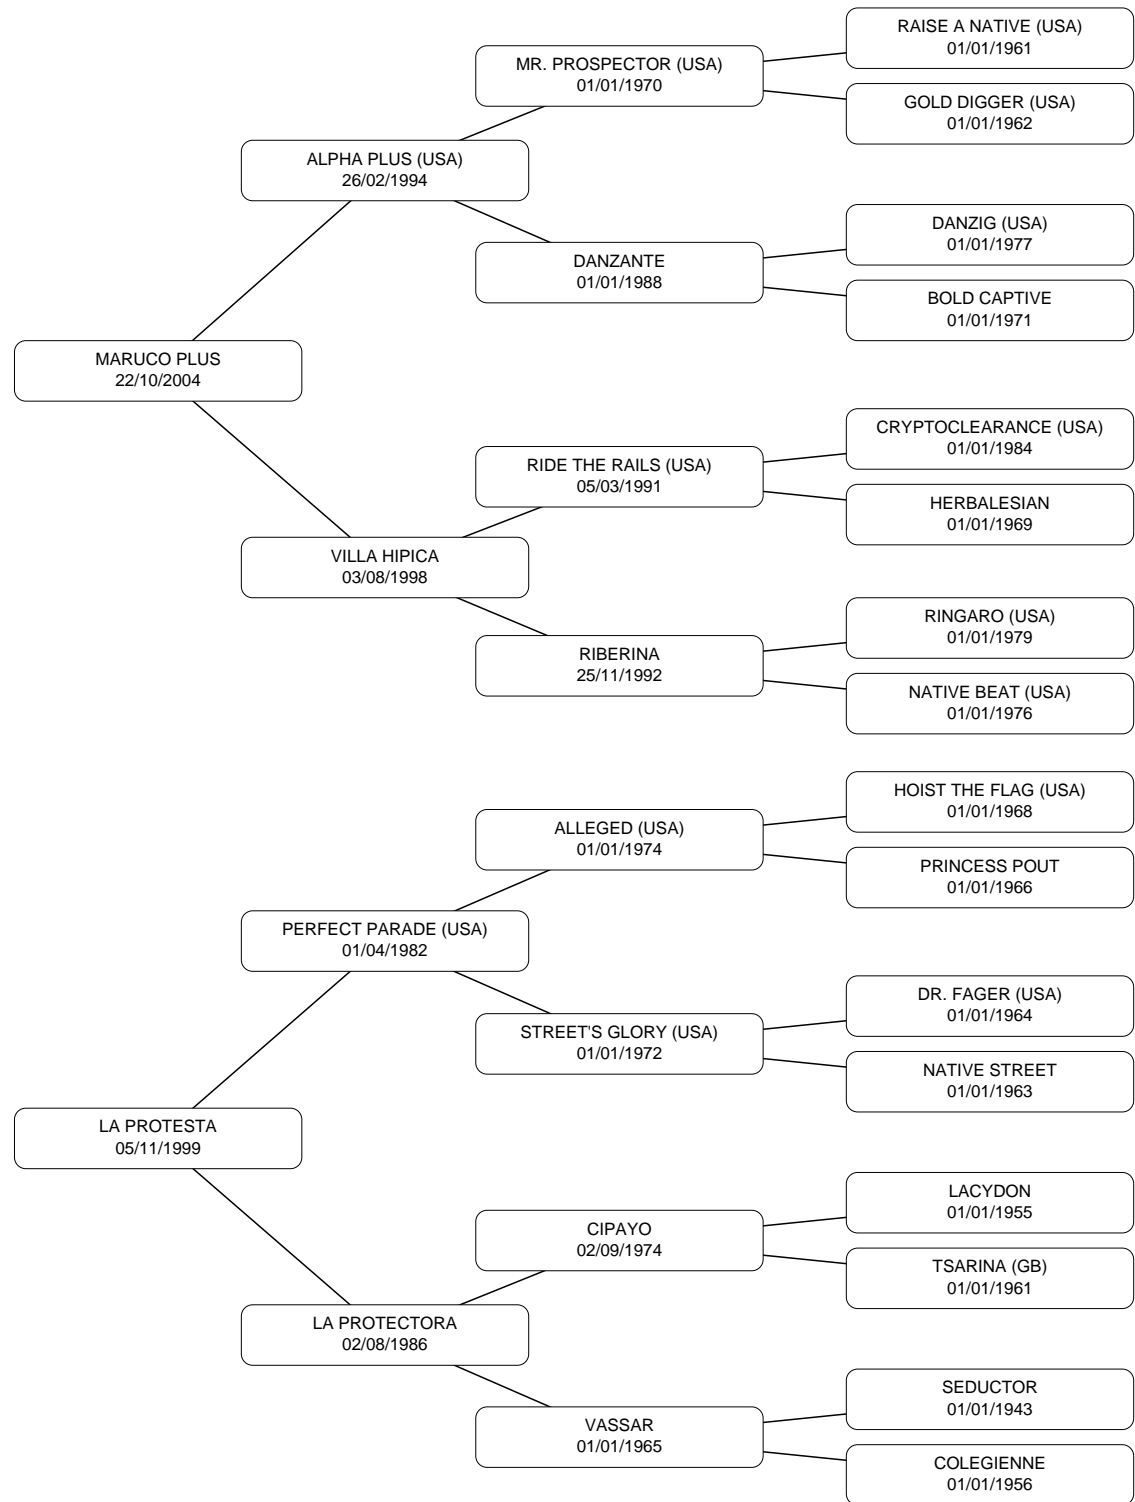 RAISE A NATIVE (USA)
01/01/1961
MR. PROSPECTOR (USA)
01/01/1970
GOLD DIGGER (USA)
01/01/1962
ALPHA PLUS (USA)
26/02/1994
DANZIG (USA)
01/01/1977
DANZANTE
01/01/1988
BOLD CAPTIVE
01/01/1971
MARUCO PLUS
22/10/2004
CRYPTOCLEARANCE (USA)
01/01/1984
RIDE THE RAILS (USA)
05/03/1991
HERBALESIAN
01/01/1969
VILLA HIPICA
03/08/1998
RINGARO (USA)
01/01/1979
RIBERINA
25/11/1992
NATIVE BEAT (USA)
01/01/1976
HOIST THE FLAG (USA)
01/01/1968
ALLEGED (USA)
01/01/1974
PRINCESS POUT
01/01/1966
PERFECT PARADE (USA)
01/04/1982
DR. FAGER (USA)
01/01/1964
STREET'S GLORY (USA)
01/01/1972
NATIVE STREET
01/01/1963
LA PROTESTA
05/11/1999
LACYDON
01/01/1955
CIPAYO
02/09/1974
TSARINA (GB)
01/01/1961
LA PROTECTORA
02/08/1986
SEDUCTOR
01/01/1943
VASSAR
01/01/1965
COLEGIENNE
01/01/1956